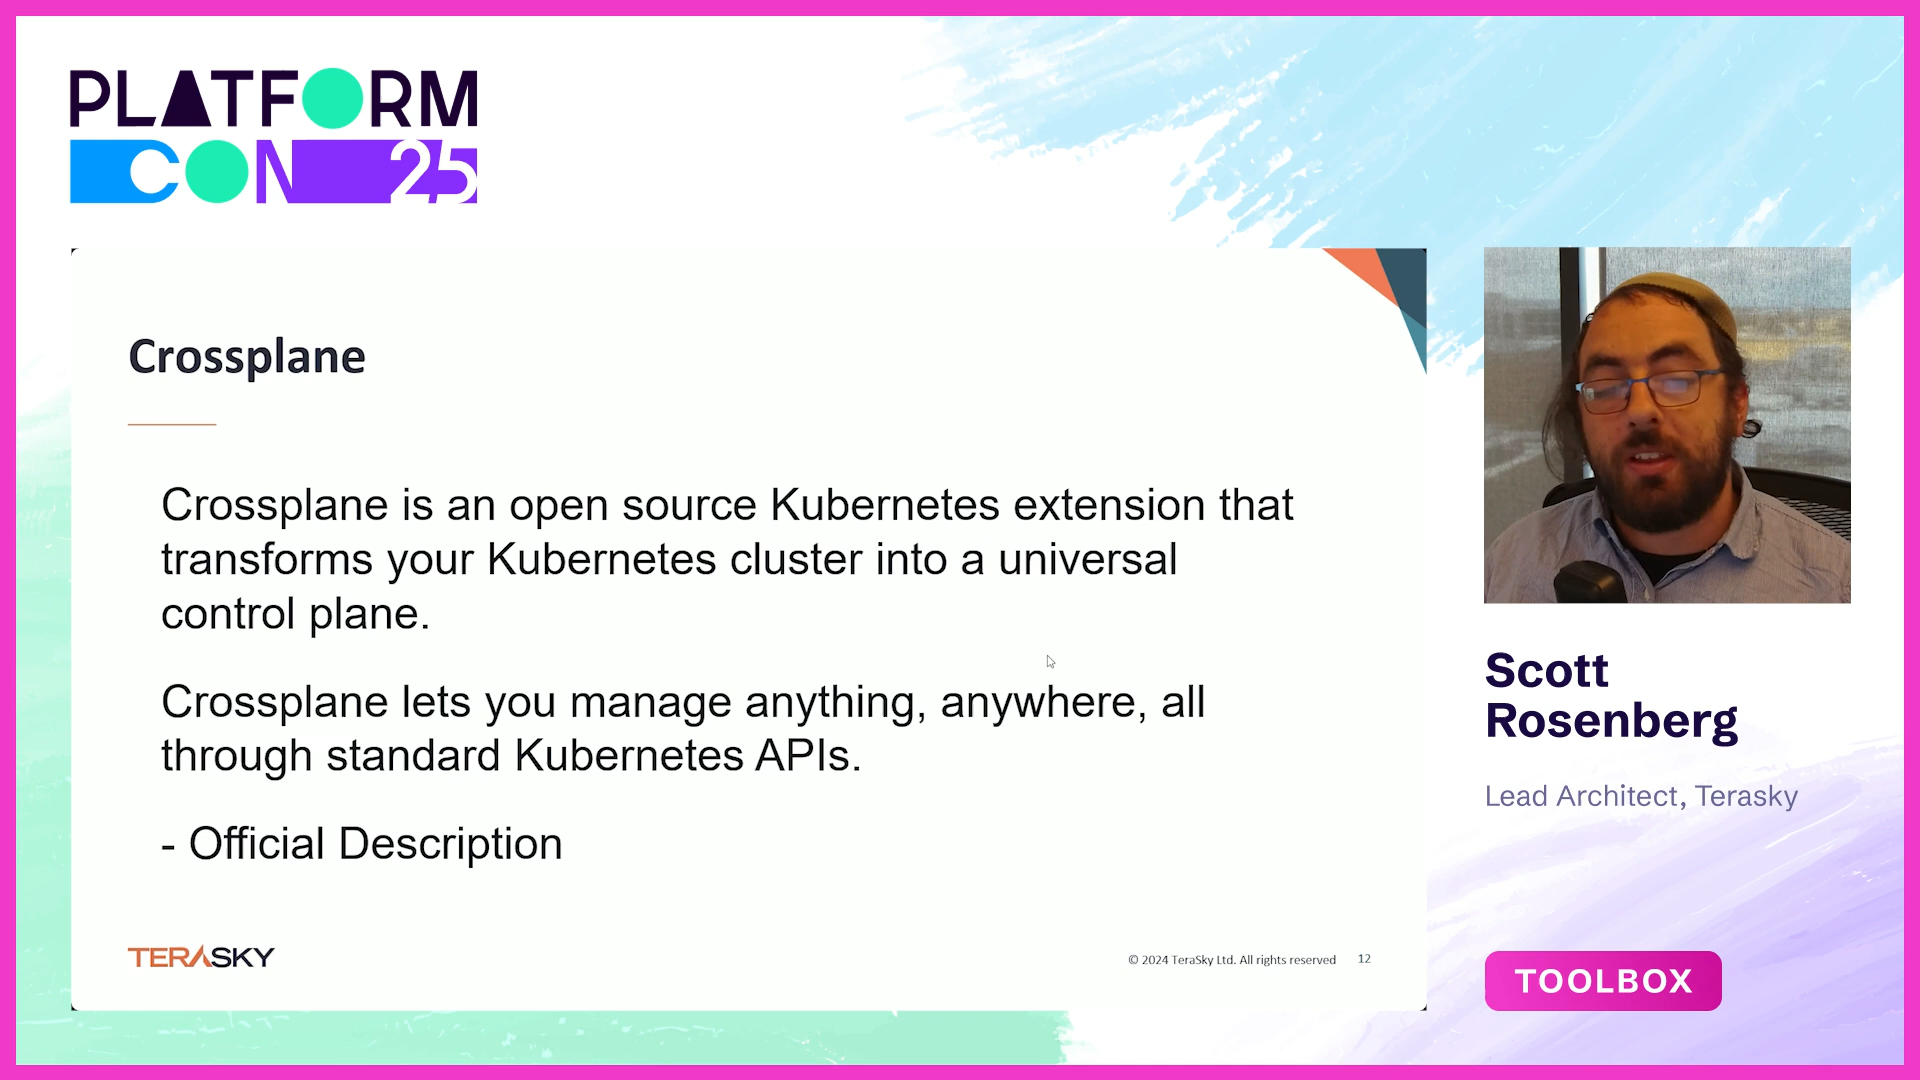 PLATFORM
CON 25
Crossplane
Crossplane is an open source Kubernetes extension that
transforms your Kubernetes cluster into a universal
control plane.
Crossplane lets you manage anything, anywhere, all
through standard Kubernetes APIs.
- Official Description
TERASKY
© 2024 TeraSky Ltd. All rights reserved 12
Scott
Rosenberg
Lead Architect, Terasky
TOOLBOX